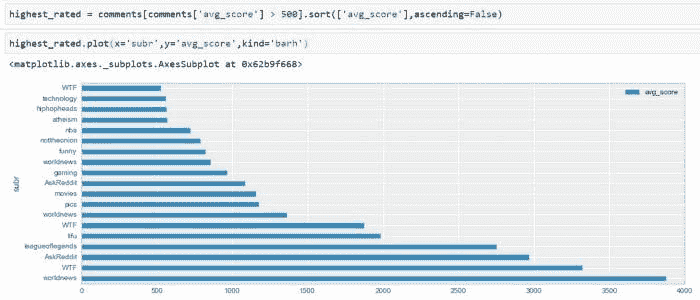 highest_rated = comments[comments['avg_score'] > 500].sort(['avg_score'],ascending=False)
highest_rated.plot(x='subr',y='avg_score',kind='barh')
<matplotlib.axes._subplots.AxesSubplot at 0x62b9f668>
avg_score
WTF
technology
hiphopheads
atheism
nba
nottheonion
funny
worldnews
gaming
AskReddit
movies
pics
worldnews
WTF
tifu
leagueoflegends
AskReddit
WTF
worldnews
subr
0 500 1000 1500 2000 2500 3000 3500 4000